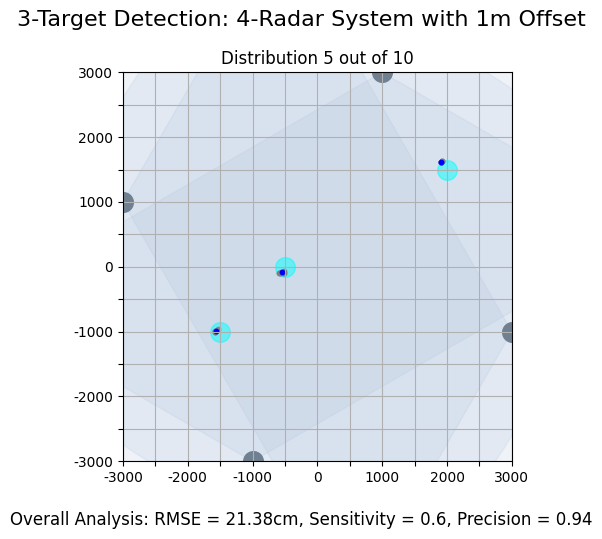 3-Target Detection: 4-Radar System with 1m Offset
Distribution 5 out of 10
3000
2000
1000
0
-1000
-2000
-3000
-3000 -2000 -1000 0 1000 2000 3000
Overall Analysis: RMSE = 21.38cm, Sensitivity = 0.6, Precision = 0.94